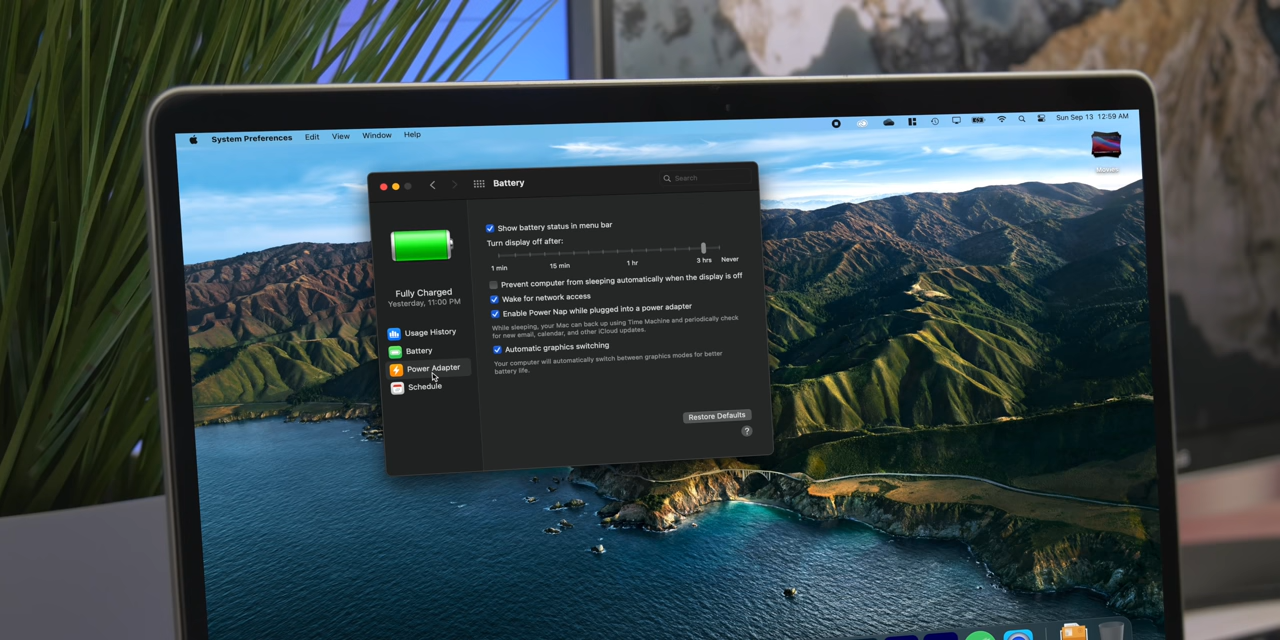 System Preferences Edit View Window Help
Sun Sep 13 12:59 AM
Battery
Search
Fully Charged
Yesterday, 11:00 PM
Usage History
Battery
Power Adapter
Schedule
Show battery status in menu bar
Turn display off after:
1 min 15 min 1 hr 3 hrs Never
Prevent computer from sleeping automatically when the display is off
Wake for network access
Enable Power Nap while plugged into a power adapter
While sleeping, your Mac can back up using Time Machine and periodically check
for new email, calendar, and other iCloud updates.
Automatic graphics switching
Your computer will automatically switch between graphics modes for better
battery life.
Restore Defaults
?